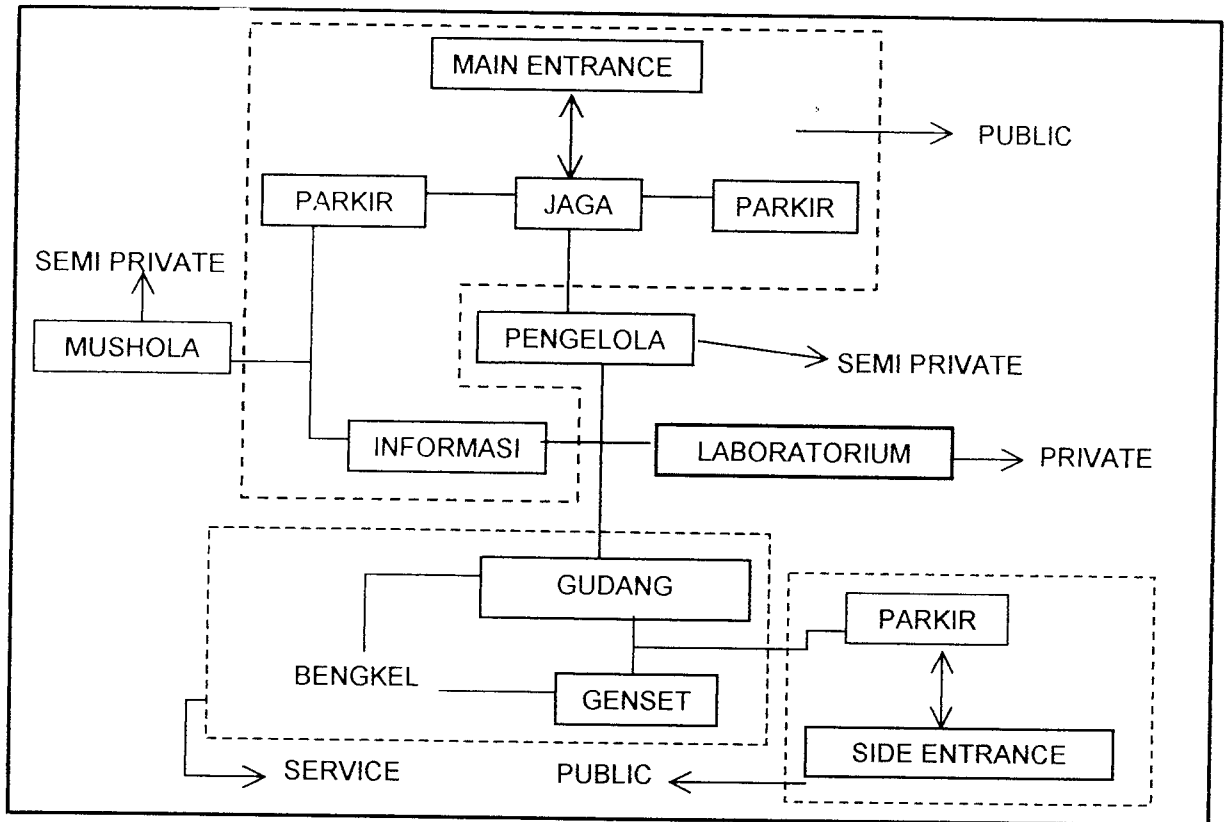 MAIN ENTRANCE
PUBLIC
PARKIR
JAGA
PARKIR
SEMI PRIVATE
MUSHOLA
PENGELOLA
SEMI PRIVATE
INFORMASI
LABORATORIUM
PRIVATE
GUDANG
PARKIR
BENGKEL
GENSET
SIDE ENTRANCE
SERVICE
PUBLIC